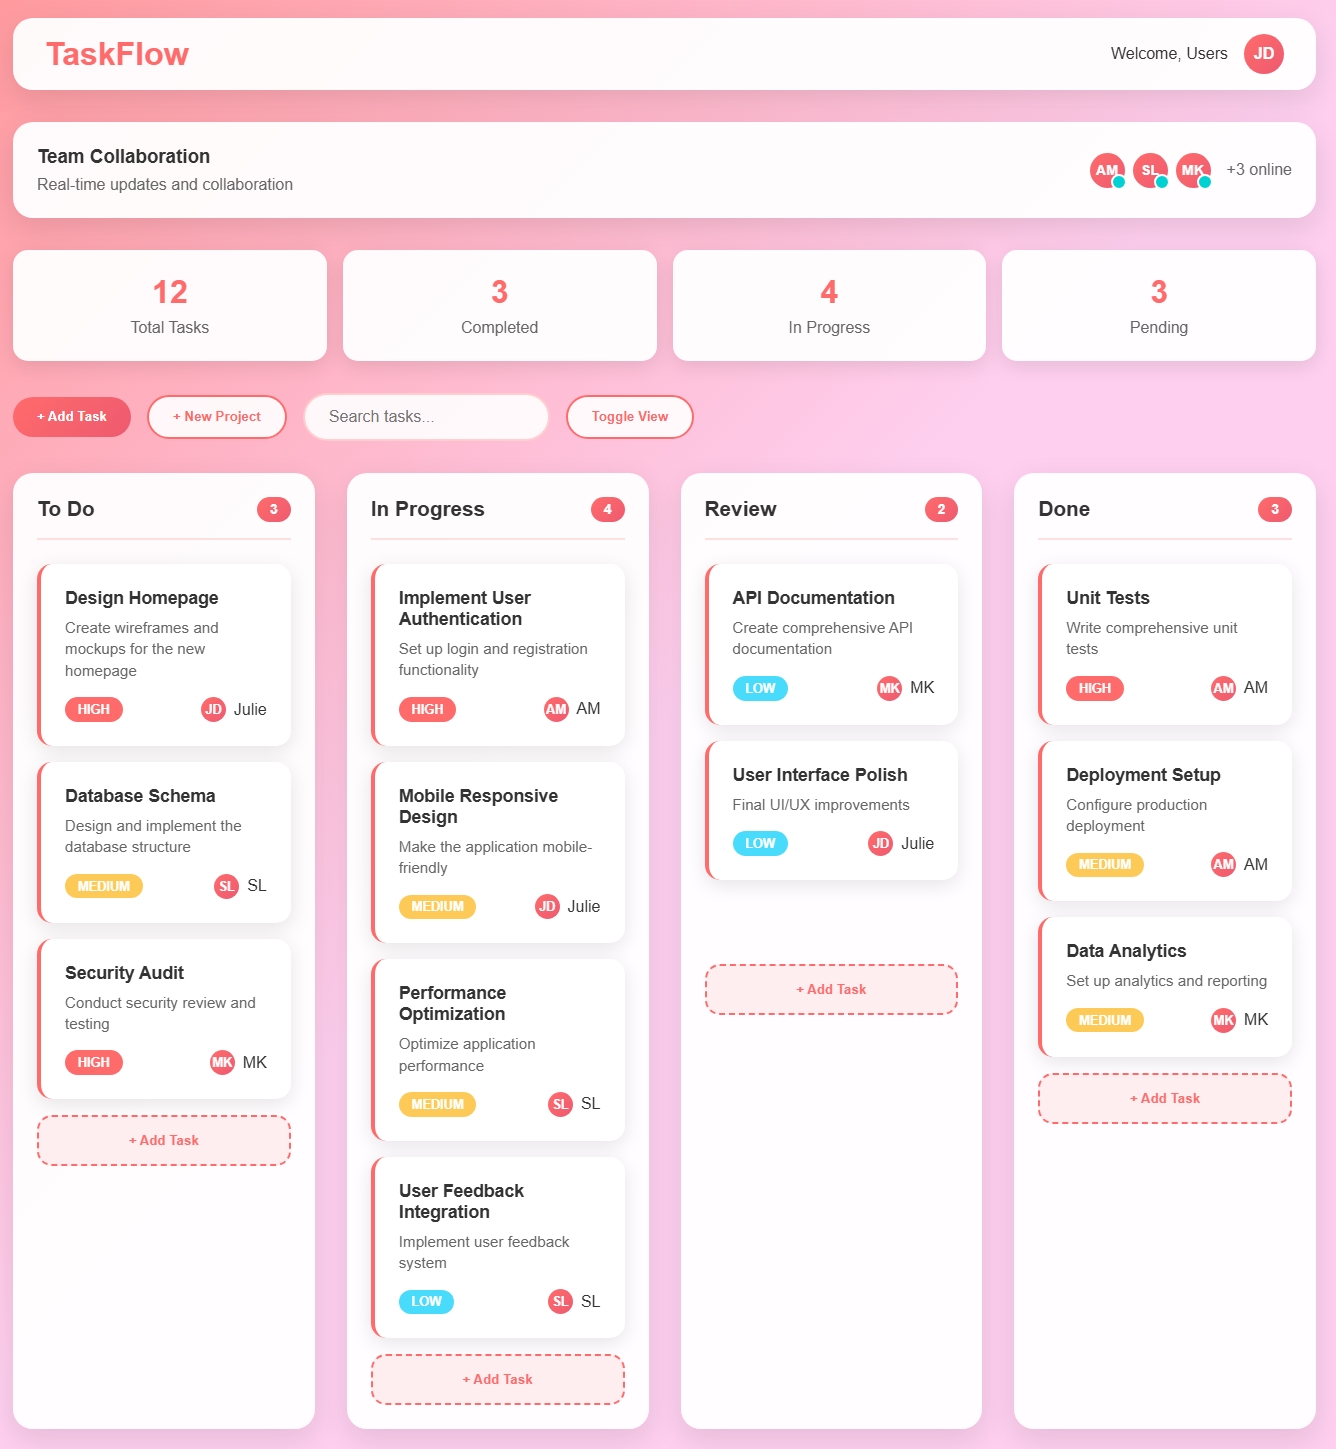 TaskFlow
Welcome, Users
JD
Team Collaboration
Real-time updates and collaboration
AM
SL
MK
+3 online
12
Total Tasks
3
Completed
4
In Progress
3
Pending
+ Add Task
+ New Project
Search tasks...
Toggle View
To Do
3
Design Homepage
Create wireframes and
mockups for the new
homepage
HIGH
JD Julie
Database Schema
Design and implement the
database structure
MEDIUM
SL SL
Security Audit
Conduct security review and
testing
HIGH
MK MK
+ Add Task
In Progress
4
Implement User
Authentication
Set up login and registration
functionality
HIGH
AM AM
Mobile Responsive
Design
Make the application mobile-
friendly
MEDIUM
JD Julie
Performance
Optimization
Optimize application
performance
MEDIUM
SL SL
User Feedback
Integration
Implement user feedback
system
LOW
SL SL
+ Add Task
Review
2
API Documentation
Create comprehensive API
documentation
LOW
MK MK
User Interface Polish
Final UI/UX improvements
LOW
JD Julie
+ Add Task
Done
3
Unit Tests
Write comprehensive unit
tests
HIGH
AM AM
Deployment Setup
Configure production
deployment
MEDIUM
AM AM
Data Analytics
Set up analytics and reporting
MEDIUM
MK MK
+ Add Task